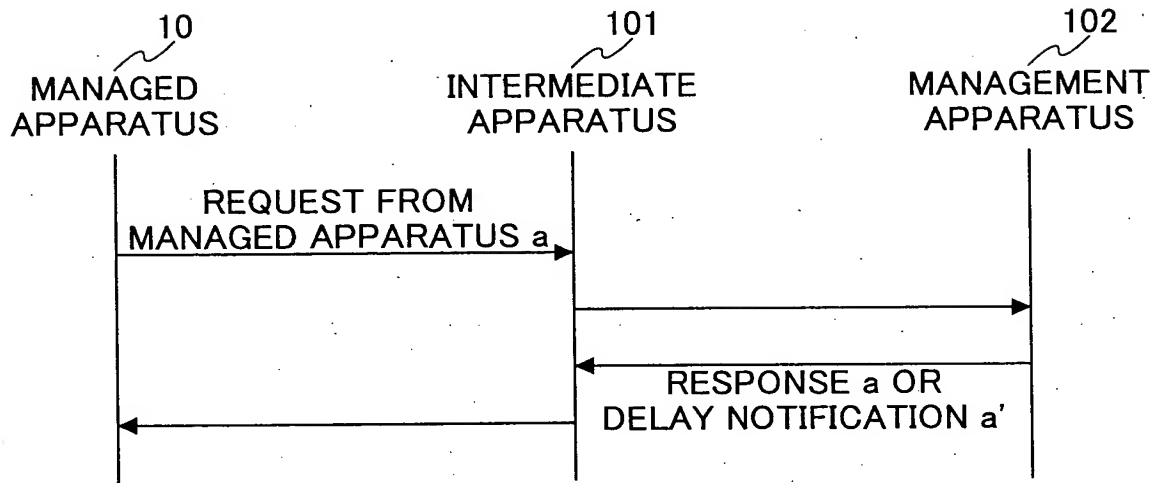 10
101
102
MANAGED
APPARATUS
INTERMEDIATE
APPARATUS
MANAGEMENT
APPARATUS
REQUEST FROM
MANAGED APPARATUS a
RESPONSE a OR
DELAY NOTIFICATION a'